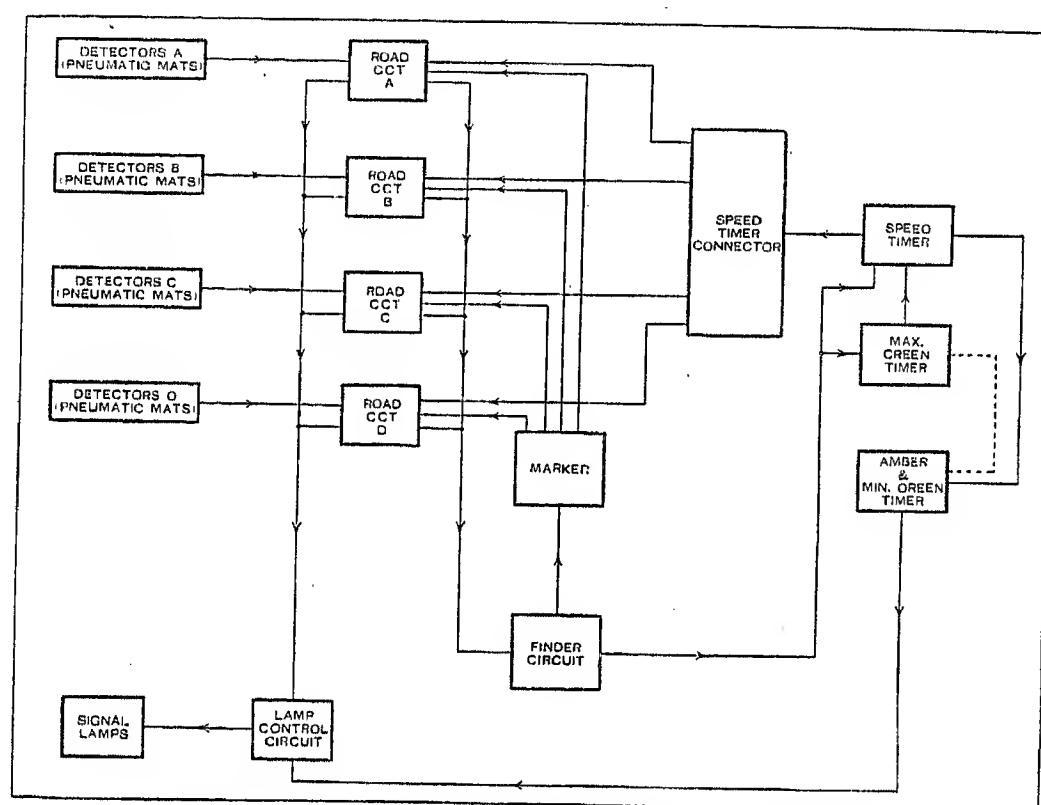 DETECTORS A
(PNEUMATIC MATS)
ROAD
CCT
A
DETECTORS B
(PNEUMATIC MATS)
ROAD
CCT
B
SPEED
TIMER
CONNECTOR
SPEED
TIMER
DETECTORS C
(PNEUMATIC MATS)
ROAD
CCT
C
MAX.
GREEN
TIMER
DETECTORS D
(PNEUMATIC MATS)
ROAD
CCT
D
MARKER
AMBER
&
MIN. GREEN
TIMER
FINDER
CIRCUIT
SIGNAL
LAMPS
LAMP
CONTROL
CIRCUIT